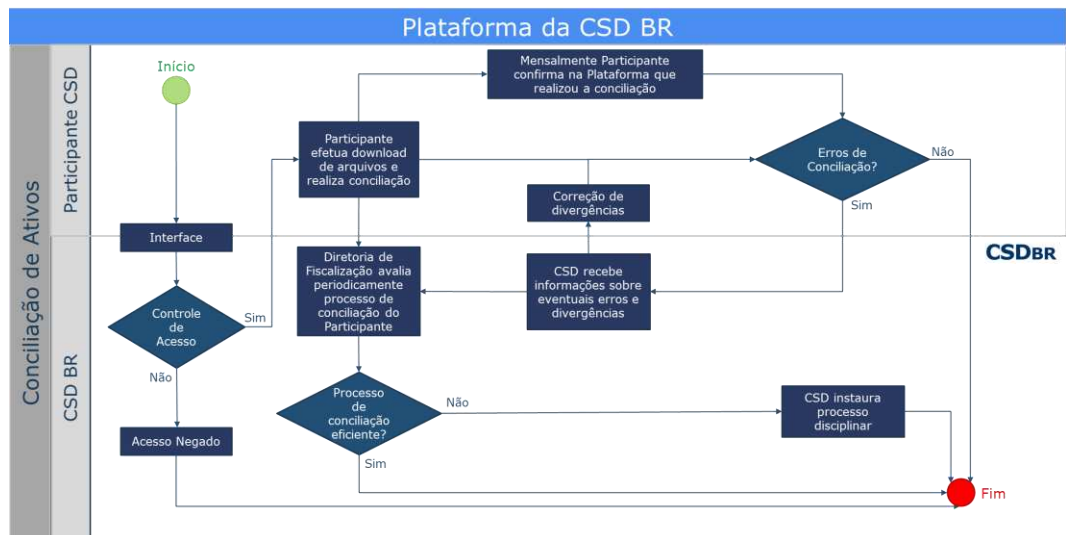 Plataforma da CSD BR
Conciliação de Ativos
Participante CSD
CSD BR
Início
Mensalmente Participante
confirma na Plataforma que
realizou a conciliação
Participante
efetua download
de arquivos e
realiza conciliação
Erros de
Conciliação?
Não
Sim
Correção de
divergências
Interface
CSDBR
Diretoria de
Fiscalização avalia
periodicamente
processo de
conciliação do
Participante
CSD recebe
informações sobre
eventuais erros e
divergências
Controle
de
Acesso
Sim
Não
Processo
de
conciliação
eficiente?
Não
Sim
CSD instaura
processo
disciplinar
Acesso Negado
Fim